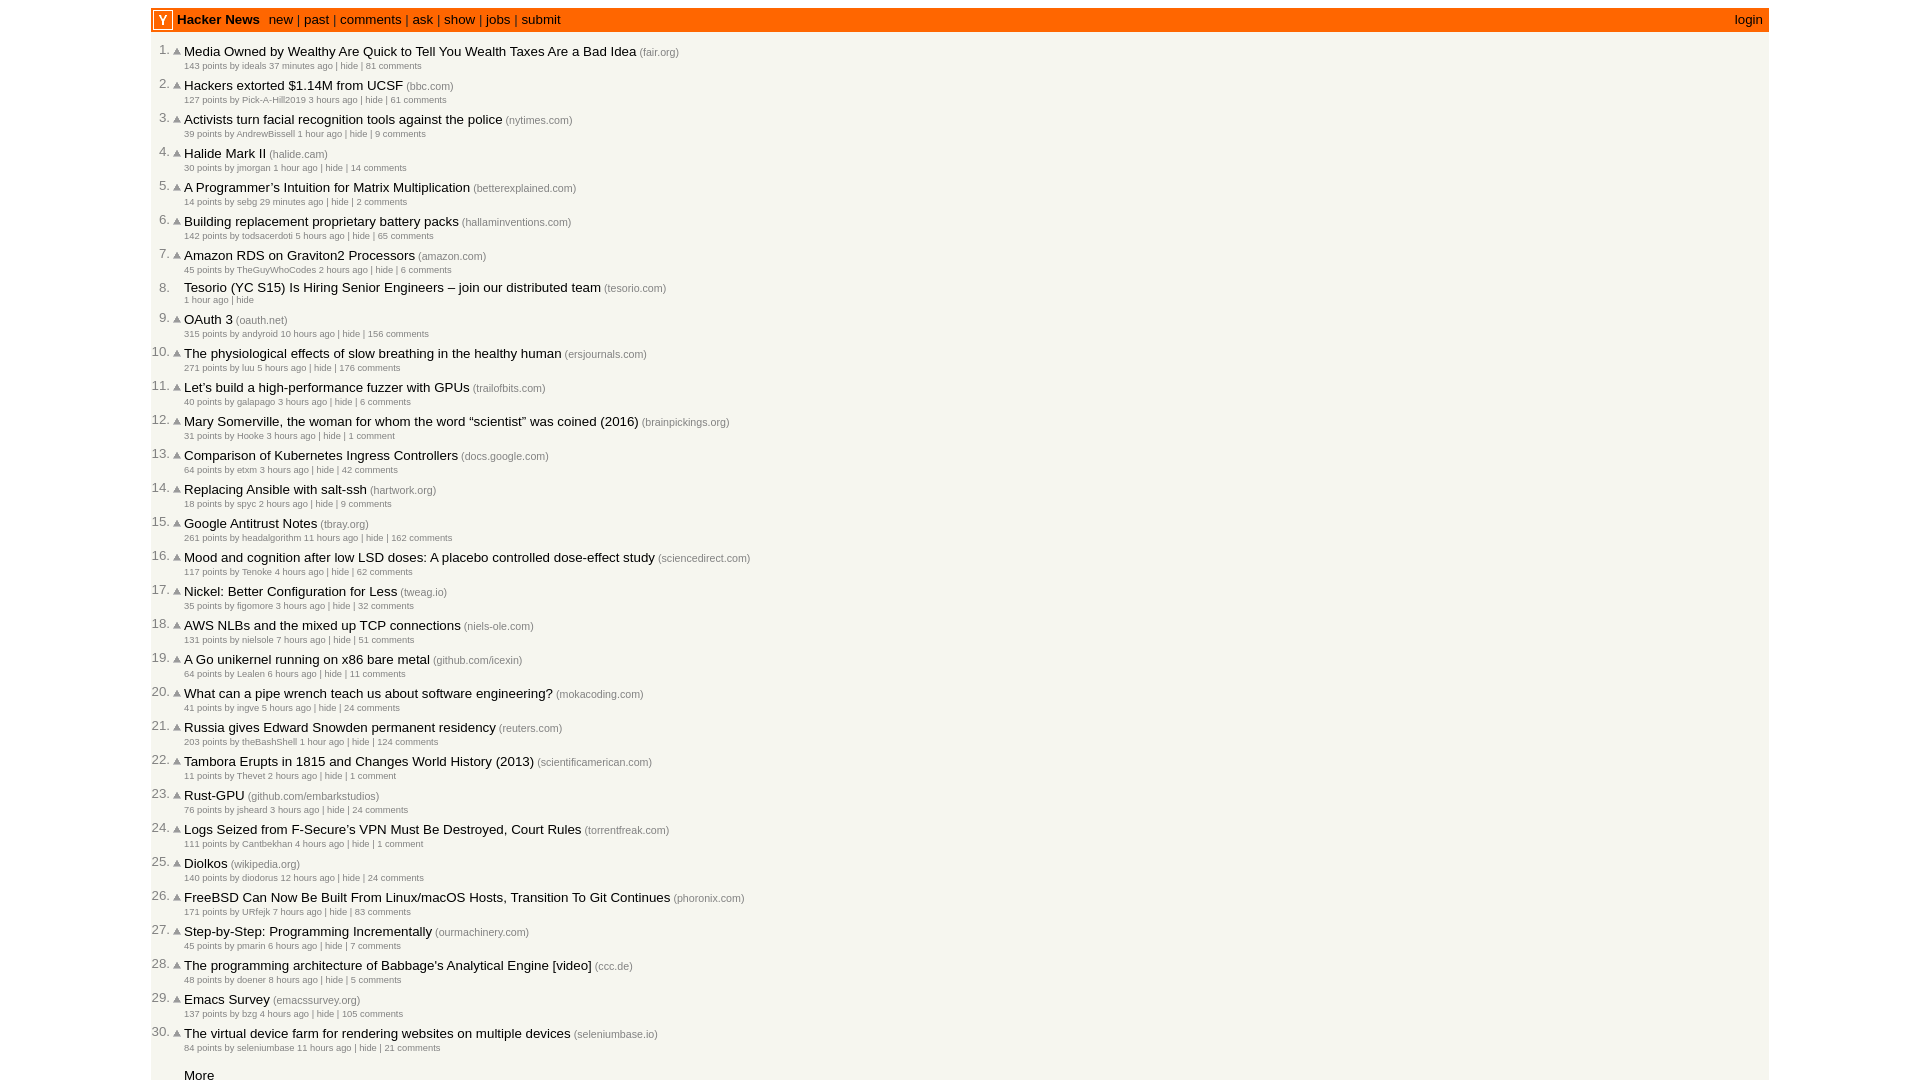 Y Hacker News new | past | comments | ask | show | jobs | submit login
1. Media Owned by Wealthy Are Quick to Tell You Wealth Taxes Are a Bad Idea (fair.org)
143 points by ideals 37 minutes ago | hide | 81 comments
2. Hackers extorted $1.14M from UCSF (bbc.com)
127 points by Pick-A-Hill2019 3 hours ago | hide | 61 comments
3. Activists turn facial recognition tools against the police (nytimes.com)
39 points by AndrewBissell 1 hour ago | hide | 9 comments
4. Halide Mark II (halide.cam)
30 points by jmorgan 1 hour ago | hide | 14 comments
5. A Programmer’s Intuition for Matrix Multiplication (betterexplained.com)
14 points by sebg 29 minutes ago | hide | 2 comments
6. Building replacement proprietary battery packs (hallaminventions.com)
142 points by todsacerdoti 5 hours ago | hide | 65 comments
7. Amazon RDS on Graviton2 Processors (amazon.com)
45 points by TheGuyWhoCodes 2 hours ago | hide | 6 comments
8. Tesorio (YC S15) Is Hiring Senior Engineers – join our distributed team (tesorio.com)
1 hour ago | hide
9. OAuth 3 (oauth.net)
315 points by andyroid 10 hours ago | hide | 156 comments
10. The physiological effects of slow breathing in the healthy human (ersjournals.com)
271 points by luu 5 hours ago | hide | 176 comments
11. Let’s build a high-performance fuzzer with GPUs (trailofbits.com)
40 points by galapago 3 hours ago | hide | 6 comments
12. Mary Somerville, the woman for whom the word “scientist” was coined (2016) (brainpickings.org)
31 points by Hooke 3 hours ago | hide | 1 comment
13. Comparison of Kubernetes Ingress Controllers (docs.google.com)
64 points by etxm 3 hours ago | hide | 42 comments
14. Replacing Ansible with salt-ssh (hartwork.org)
18 points by spyc 2 hours ago | hide | 9 comments
15. Google Antitrust Notes (tbray.org)
261 points by headalgorithm 11 hours ago | hide | 162 comments
16. Mood and cognition after low LSD doses: A placebo controlled dose-effect study (sciencedirect.com)
117 points by Tenoke 4 hours ago | hide | 62 comments
17. Nickel: Better Configuration for Less (tweag.io)
35 points by figomore 3 hours ago | hide | 32 comments
18. AWS NLBs and the mixed up TCP connections (niels-ole.com)
131 points by nielsole 7 hours ago | hide | 51 comments
19. A Go unikernel running on x86 bare metal (github.com/icexin)
64 points by Lealen 6 hours ago | hide | 11 comments
20. What can a pipe wrench teach us about software engineering? (mokacoding.com)
41 points by ingve 5 hours ago | hide | 24 comments
21. Russia gives Edward Snowden permanent residency (reuters.com)
203 points by theBashShell 1 hour ago | hide | 124 comments
22. Tambora Erupts in 1815 and Changes World History (2013) (scientificamerican.com)
11 points by Thevet 2 hours ago | hide | 1 comment
23. Rust-GPU (github.com/embarkstudios)
76 points by jsheard 3 hours ago | hide | 24 comments
24. Logs Seized from F-Secure’s VPN Must Be Destroyed, Court Rules (torrentfreak.com)
111 points by Cantbekhan 4 hours ago | hide | 1 comment
25. Diolkos (wikipedia.org)
140 points by diodorus 12 hours ago | hide | 24 comments
26. FreeBSD Can Now Be Built From Linux/macOS Hosts, Transition To Git Continues (phoronix.com)
171 points by URfejk 7 hours ago | hide | 83 comments
27. Step-by-Step: Programming Incrementally (ourmachinery.com)
45 points by pmarin 6 hours ago | hide | 7 comments
28. The programming architecture of Babbage's Analytical Engine [video] (ccc.de)
48 points by doener 8 hours ago | hide | 5 comments
29. Emacs Survey (emacssurvey.org)
137 points by bzg 4 hours ago | hide | 105 comments
30. The virtual device farm for rendering websites on multiple devices (seleniumbase.io)
84 points by seleniumbase 11 hours ago | hide | 21 comments
More